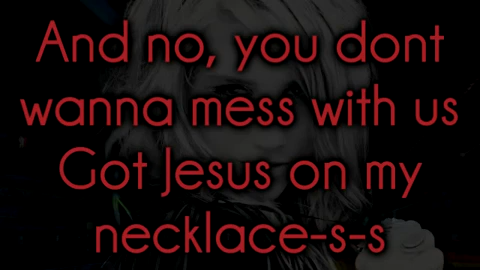 And no, you dont
wanna mess with us
Got Jesus on my
necklace-s-s